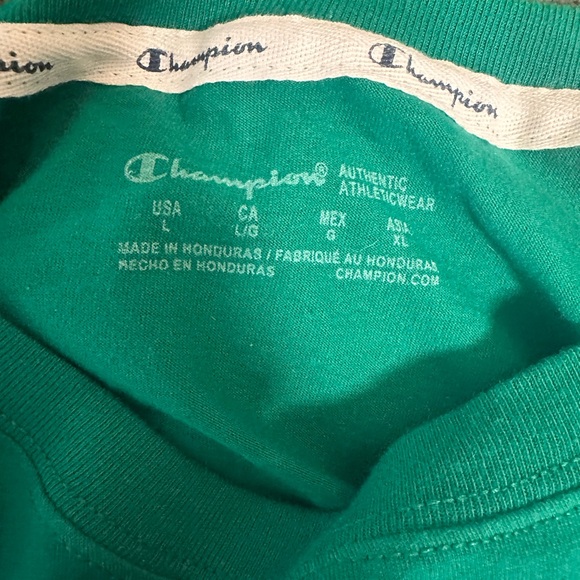 Champion Champion
Champion® AUTHENTIC
ATHLETICWEAR
USA CA MEX ASIA
L L/G G XL
MADE IN HONDURAS / FABRIQUÉ AU HONDURAS
HECHO EN HONDURAS CHAMPION.COM